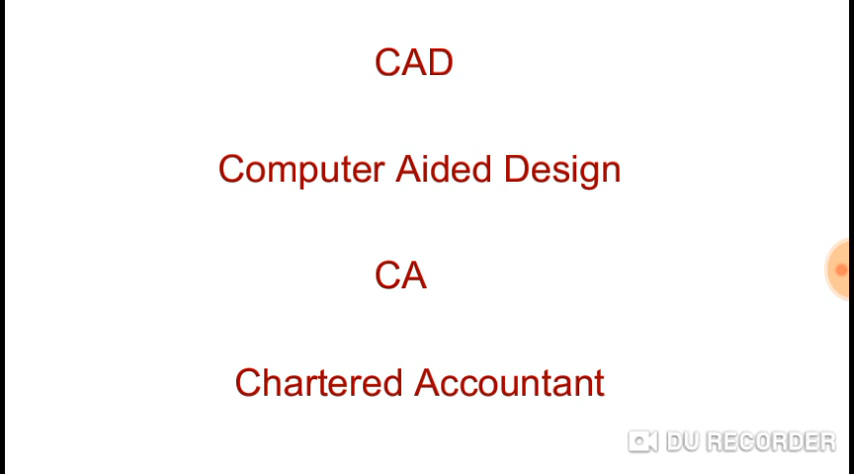 CAD
Computer Aided Design
CA
Chartered Accountant
DU RECORDER